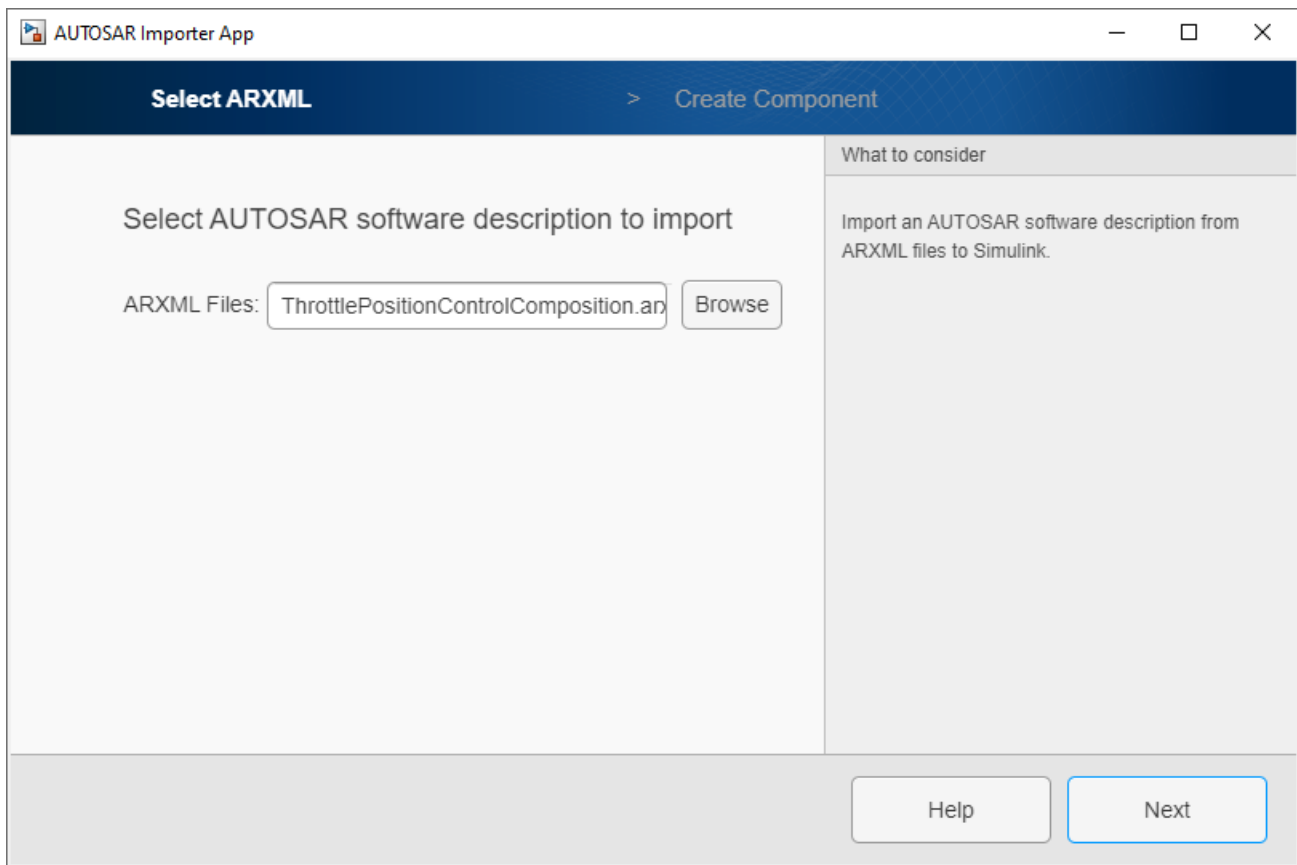 AUTOSAR Importer App
Select ARXML > Create Component
What to consider
Select AUTOSAR software description to import
Import an AUTOSAR software description from
ARXML files to Simulink.
ARXML Files: ThrottlePositionControlComposition.arx Browse
Help Next